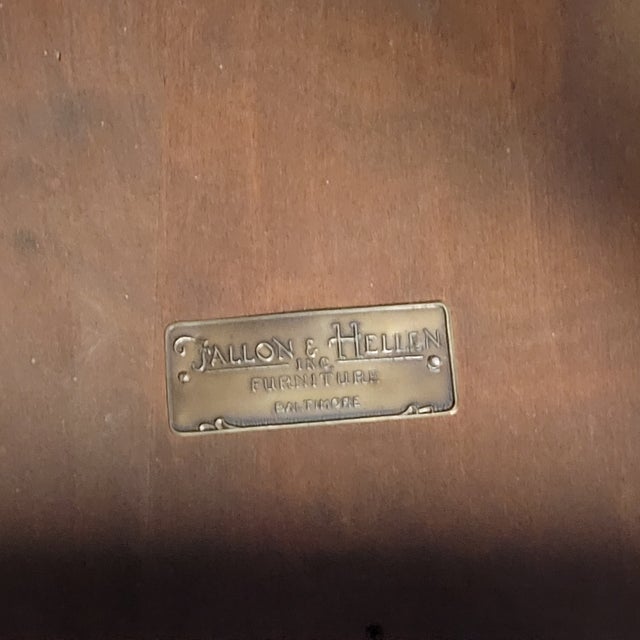 FALLON & HELLEN
INC.
FURNITURE
BALTIMORE